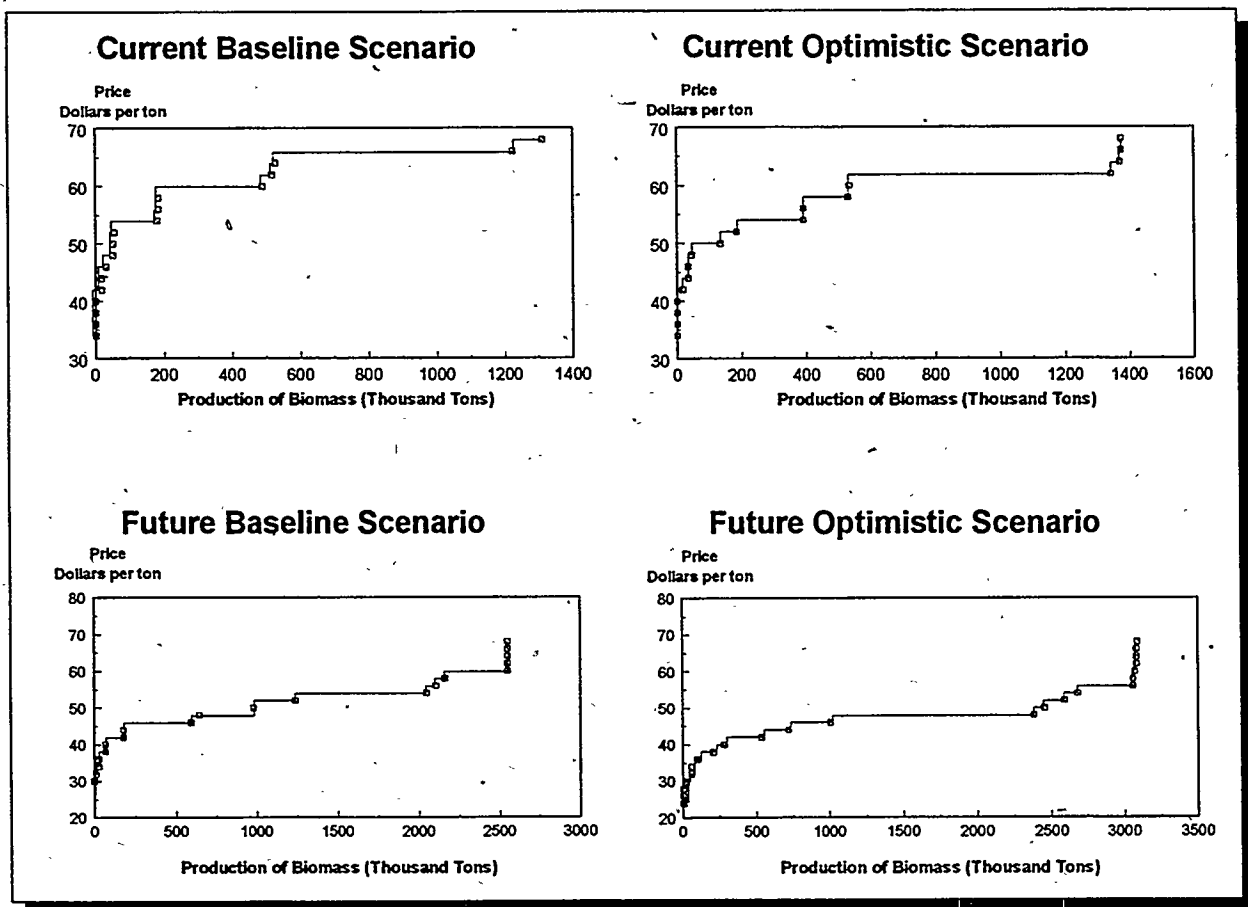 Current Baseline Scenario
Price
Dollars per ton
70
60
50
40
30
0 200 400 600 800 1000 1200 1400
Production of Biomass (Thousand Tons)
Current Optimistic Scenario
Price
Dollars per ton
70
60
50
40
30
0 200 400 600 800 1000 1200 1400 1600
Production of Biomass (Thousand Tons)
Future Baseline Scenario
Price
Dollars per ton
80
70
60
50
40
30
20
0 500 1000 1500 2000 2500 3000
Production of Biomass (Thousand Tons)
Future Optimistic Scenario
Price
Dollars per ton
80
70
60
50
40
30
20
0 500 1000 1500 2000 2500 3000 3500
Production of Biomass (Thousand Tons)